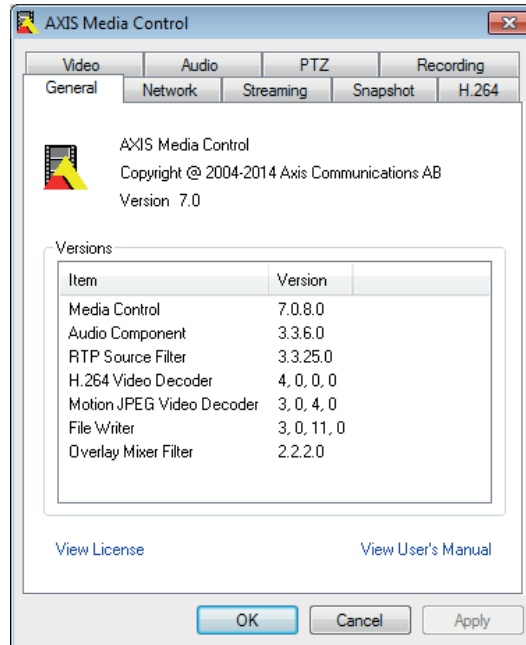 AXIS Media Control
Video Audio PTZ Recording
General Network Streaming Snapshot H.264
AXIS Media Control
Copyright @ 2004-2014 Axis Communications AB
Version 7.0
Versions
Item Version
Media Control 7.0.8.0
Audio Component 3.3.6.0
RTP Source Filter 3.3.25.0
H.264 Video Decoder 4, 0, 0, 0
Motion JPEG Video Decoder 3, 0, 4, 0
File Writer 3, 0, 11, 0
Overlay Mixer Filter 2.2.2.0
View License View User's Manual
OK Cancel Apply